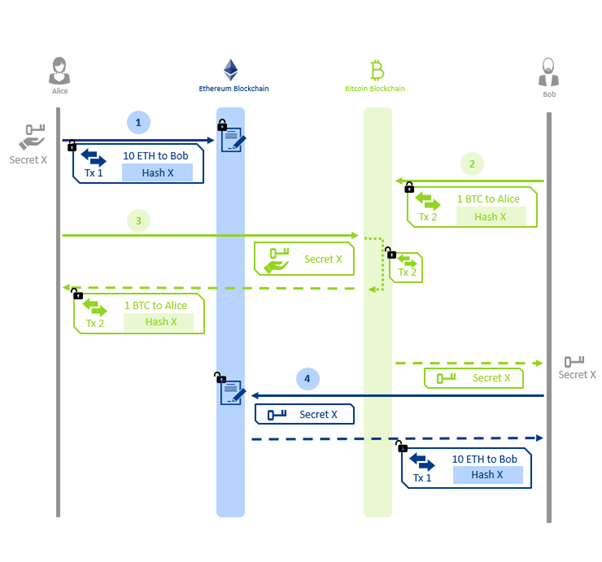 Alice
Ethereum Blockchain
Bitcoin Blockchain
Bob
1
Secret X
10 ETH to Bob
Tx 1
Hash X
2
1 BTC to Alice
Tx 2
Hash X
3
Secret X
Tx 2
1 BTC to Alice
Tx 2
Hash X
Secret X
Secret X
4
Secret X
10 ETH to Bob
Tx 1
Hash X